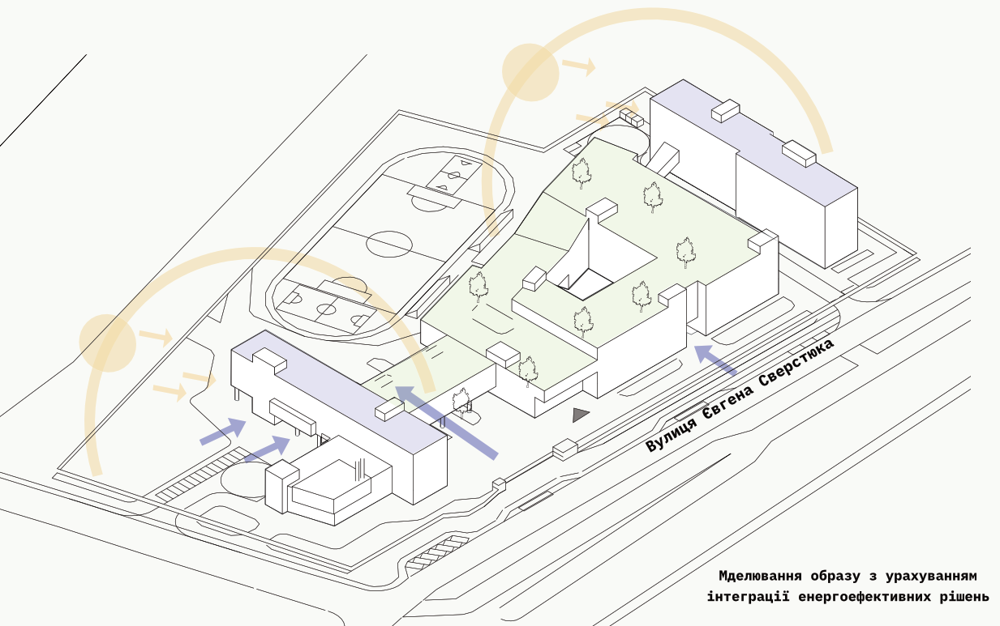 Вулиця Євгена Сверстюка
Мделювання образу з урахуванням
інтеграції енергоефективних рішень